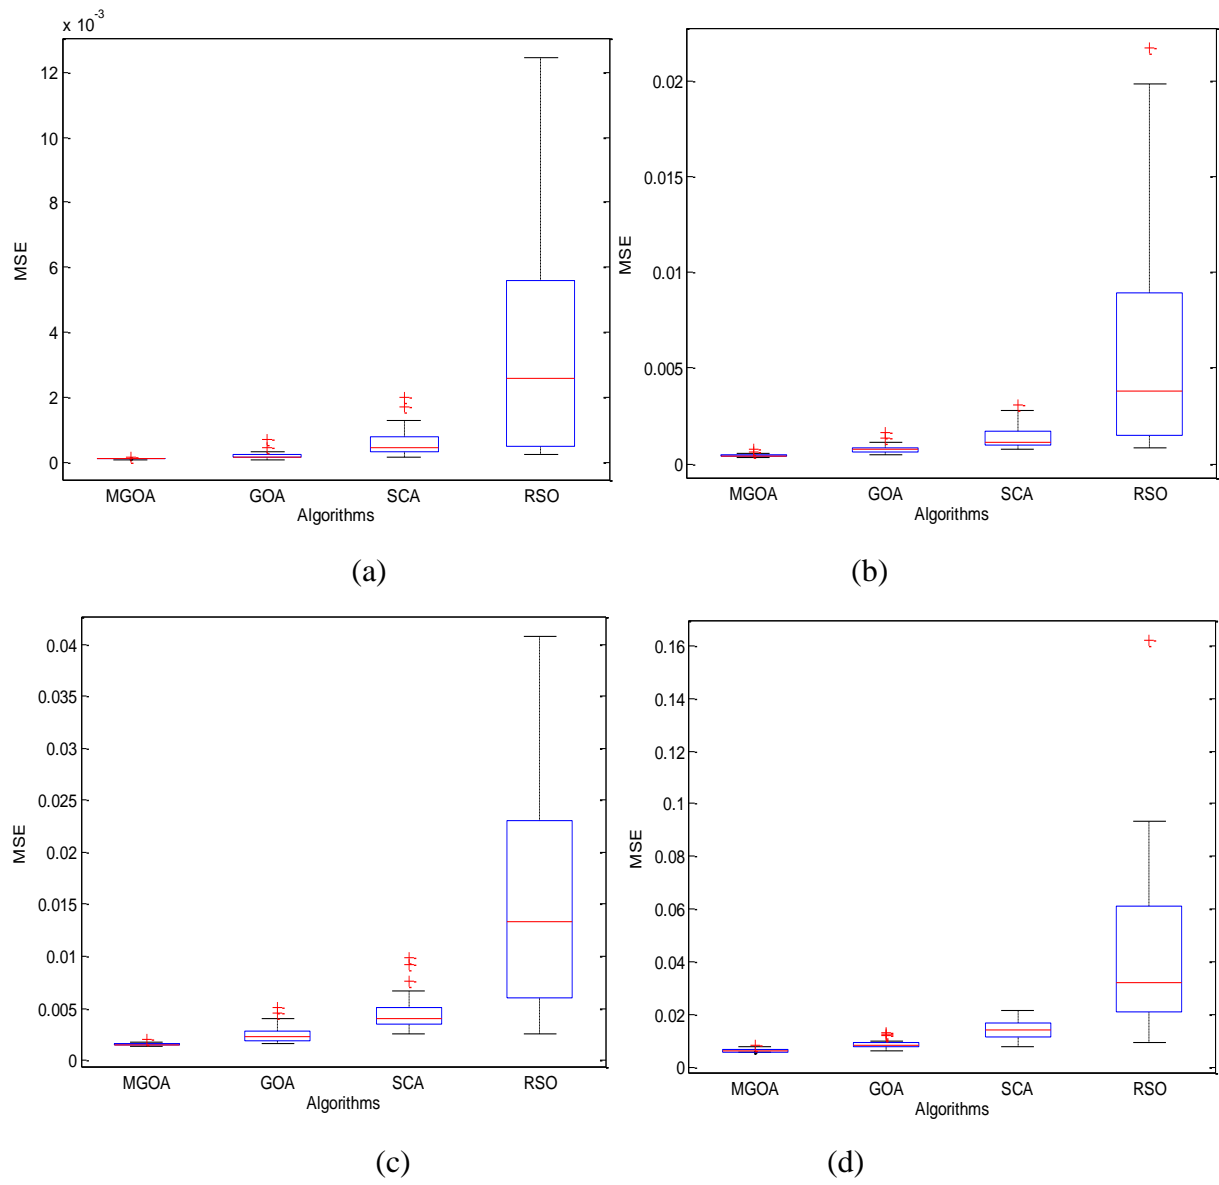 x 10-3
12
10
8
6
4
2
0
MSE
MGOA GOA SCA RSO
Algorithms
(a)
0.02
0.015
0.01
0.005
0
MSE
MGOA GOA SCA RSO
Algorithms
(b)
0.04
0.035
0.03
0.025
0.02
0.015
0.01
0.005
0
MSE
MGOA GOA SCA RSO
Algorithms
(c)
0.16
0.14
0.12
0.1
0.08
0.06
0.04
0.02
0
MSE
MGOA GOA SCA RSO
Algorithms
(d)